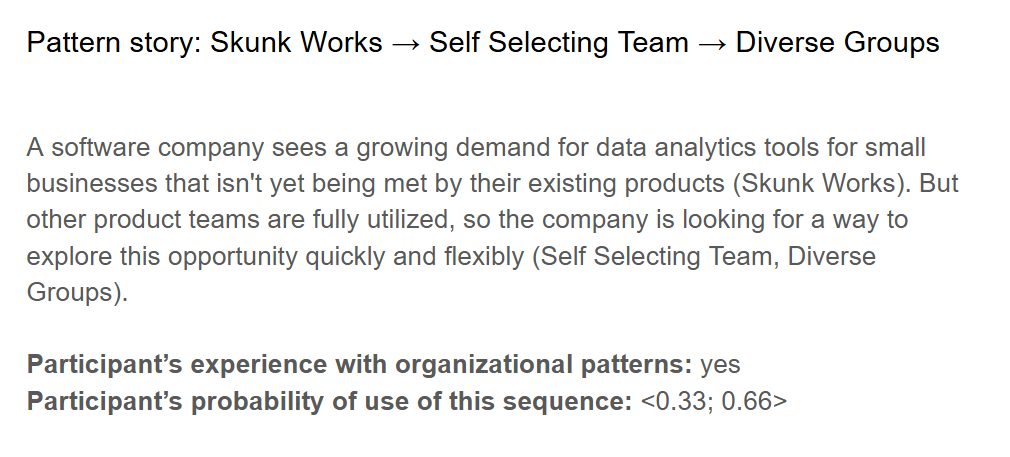 Pattern story: Skunk Works → Self Selecting Team → Diverse Groups
A software company sees a growing demand for data analytics tools for small
businesses that isn't yet being met by their existing products (Skunk Works). But
other product teams are fully utilized, so the company is looking for a way to
explore this opportunity quickly and flexibly (Self Selecting Team, Diverse
Groups).
Participant’s experience with organizational patterns: yes
Participant’s probability of use of this sequence: <0.33; 0.66>